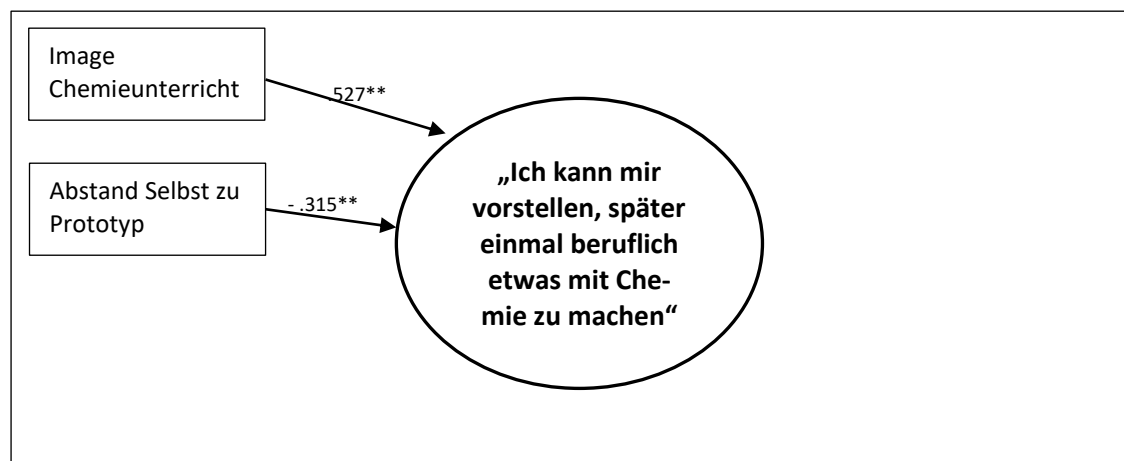 Image
Chemieunterricht
.527**
Abstand Selbst zu
Prototyp
- .315**
„Ich kann mir
vorstellen, später
einmal beruflich
etwas mit Che-
mie zu machen“